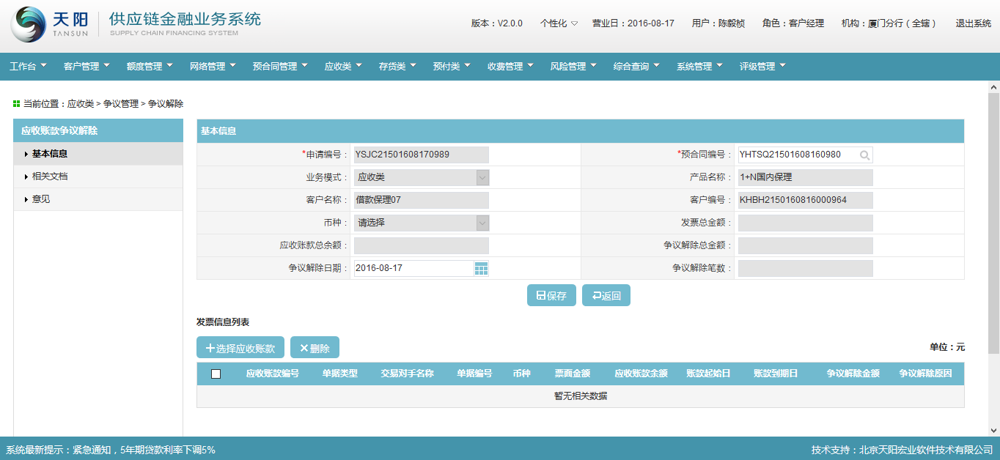 天阳 TANSUN 供应链金融业务系统
SUPPLY CHAIN FINANCING SYSTEM
版本：V2.0.0 个性化 营业日：2016-08-17 用户：陈毅桢 角色：客户经理 机构：厦门分行（全辖） 退出系统
工作台 客户管理 额度管理 网络管理 预合同管理 应收类 存货类 预付类 收费管理 风险管理 综合查询 系统管理 评级管理
当前位置：应收类 > 争议管理 > 争议解除
应收账款争议解除
基本信息
相关文档
意见
基本信息
*申请编号： YSJC21501608170989 *预合同编号： YHTSQ21501608160980
业务模式： 应收类 产品名称： 1+N国内保理
客户名称： 借款保理07 客户编号： KHBH2150160816000964
币种： 请选择 发票总金额：
应收账款总余额： 争议解除总金额：
争议解除日期： 2016-08-17 争议解除笔数：
保存 返回
发票信息列表
选择应收账款 删除 单位：元
应收账款编号 单据类型 交易对手名称 单据编号 币种 票面金额 应收账款余额 账款起始日 账款到期日 争议解除金额 争议解除原因
暂无相关数据
系统最新提示：紧急通知，5年期贷款利率下调5% 技术支持：北京天阳宏业软件技术有限公司